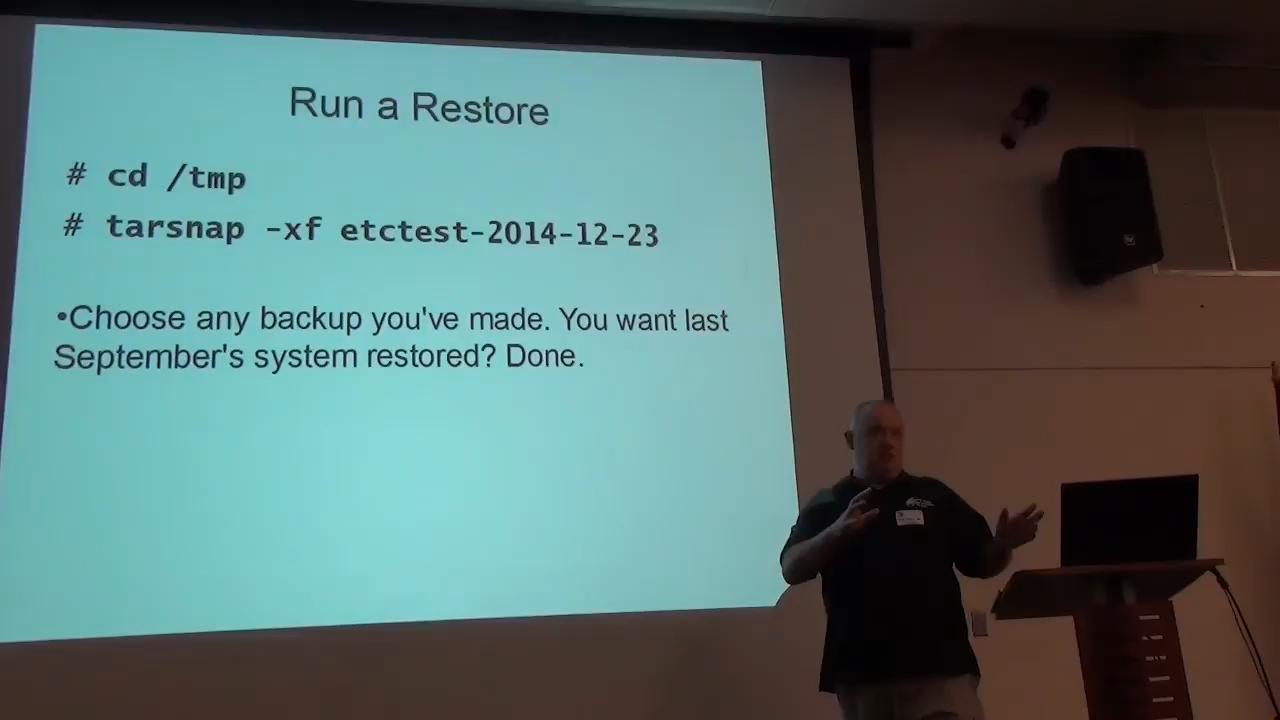 Run a Restore
# cd /tmp
# tarsnap -xf etctest-2014-12-23
•Choose any backup you've made. You want last
September's system restored? Done.